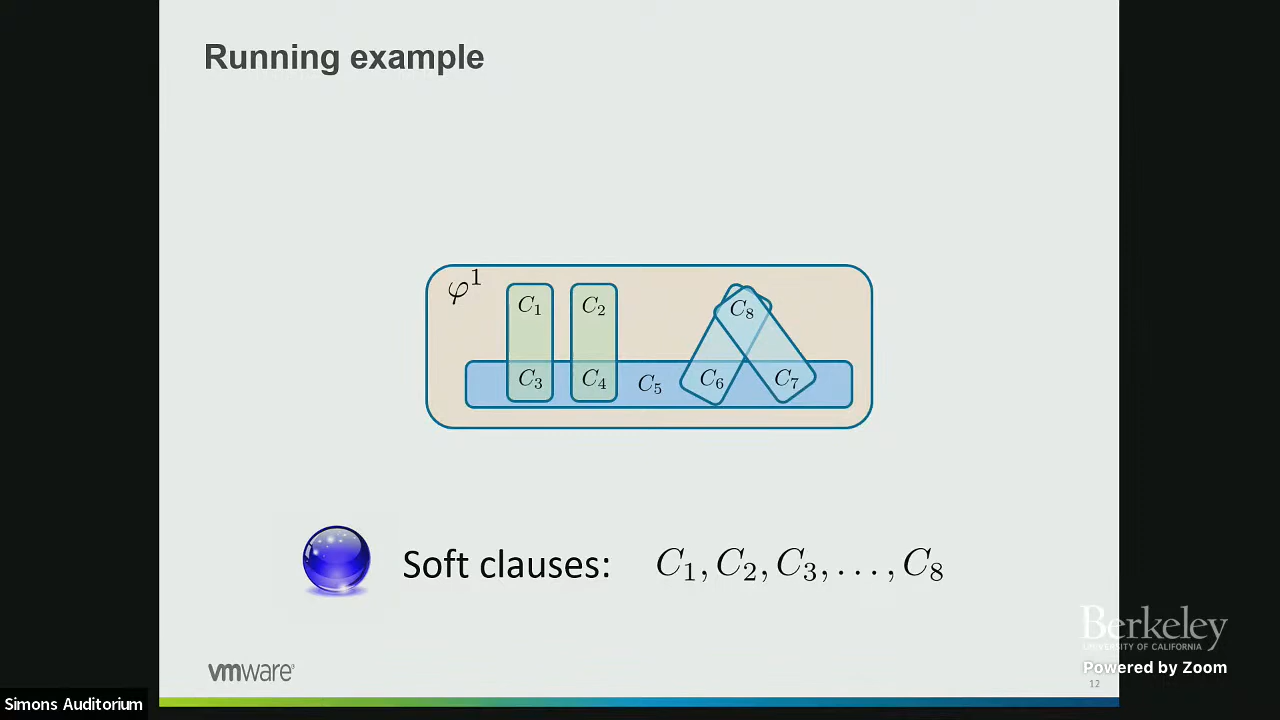 Running example
φ¹
C₁ C₂ C₈
C₃ C₄ C₅ C₆ C₇
Soft clauses: C₁, C₂, C₃, . . . , C₈
Berkeley
UNIVERSITY OF CALIFORNIA
Powered by Zoom
vmware
12
Simons Auditorium